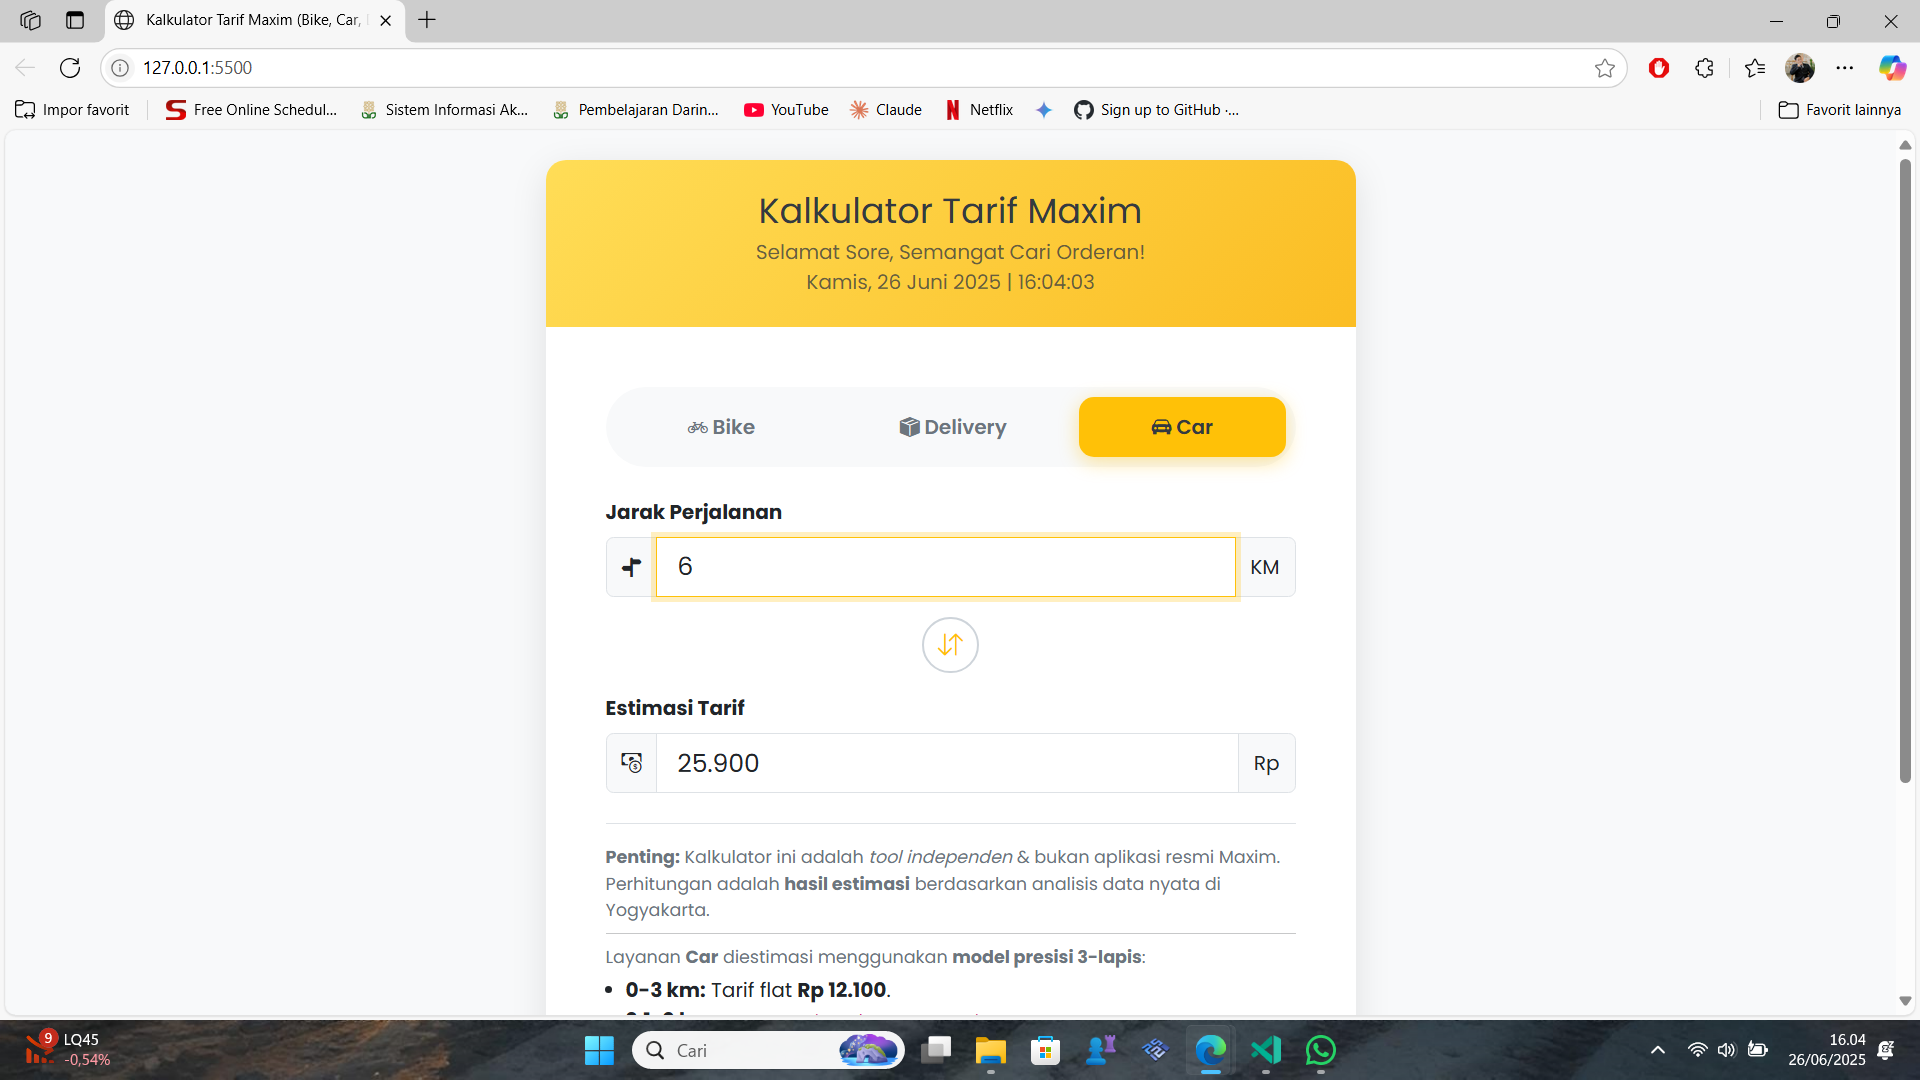 Kalkulator Tarif Maxim (Bike, Car,
127.0.0.1:5500
Impor favorit
Free Online Schedul...
Sistem Informasi Ak...
Pembelajaran Darin...
YouTube
Claude
Netflix
Sign up to GitHub ·...
Favorit lainnya
Kalkulator Tarif Maxim
Selamat Sore, Semangat Cari Orderan!
Kamis, 26 Juni 2025 | 16:04:03
Bike
Delivery
Car
Jarak Perjalanan
6
KM
Estimasi Tarif
25.900
Rp
Penting: Kalkulator ini adalah tool independen & bukan aplikasi resmi Maxim.
Perhitungan adalah hasil estimasi berdasarkan analisis data nyata di
Yogyakarta.
Layanan Car diestimasi menggunakan model presisi 3-lapis:
• 0-3 km: Tarif flat Rp 12.100.
9
LQ45
-0,54%
Cari
16.04
26/06/2025